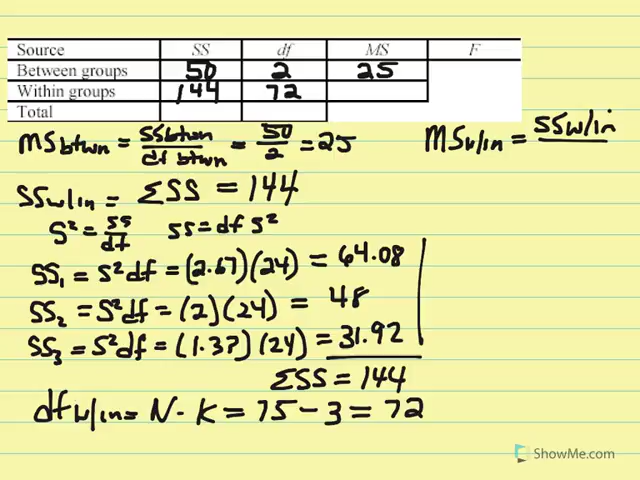 Source SS df MS F
Between groups 50 2 25
Within groups 144 72
Total
MSbtwn = SSbtwn / df btwn = 50 / 2 = 25
MSw/in = SSw/in
SSw/in = ΣSS = 144
S² = SS / df SS = df S²
SS₁ = S²df = (2.67)(24) = 64.08
SS₂ = S²df = (2)(24) = 48
SS₃ = S²df = (1.37)(24) = 31.92
ΣSS = 144
dfw/in = N - K = 75 - 3 = 72
ShowMe.com